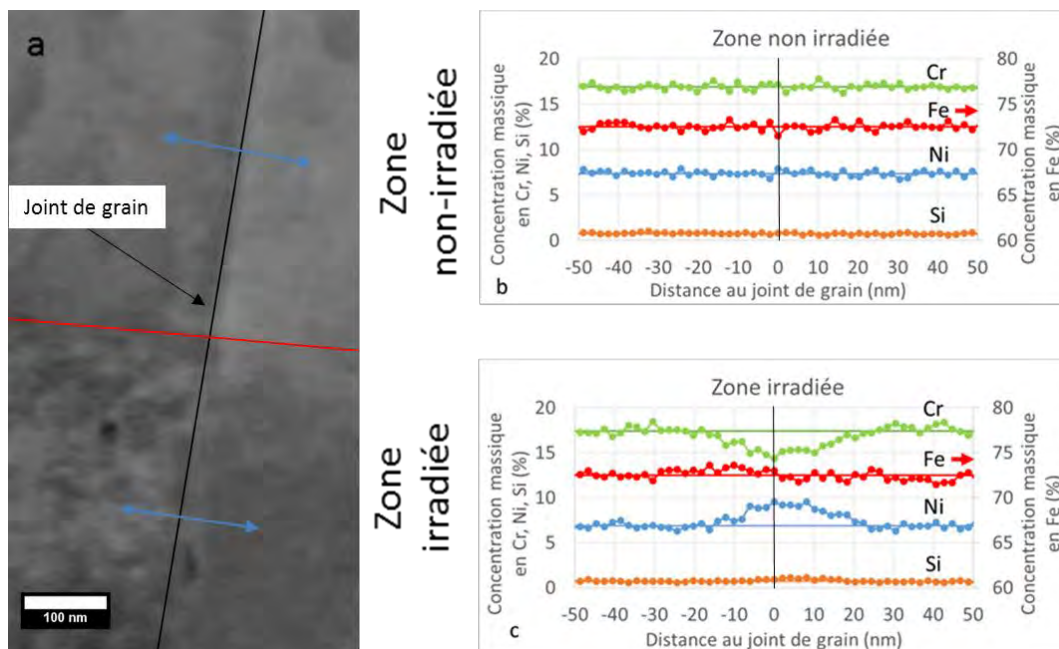 a
Joint de grain
100 nm
Zone
non-irradiée
Zone
irradiée
Zone non irradiée
Concentration massique
en Cr, Ni, Si (%)
20
15
10
5
0
80
75
70
65
60
Concentration massique
en Fe (%)
Cr
Fe
Ni
Si
-50 -40 -30 -20 -10 0 10 20 30 40 50
Distance au joint de grain (nm)
b
Zone irradiée
Concentration massique
en Cr, Ni, Si (%)
20
15
10
5
0
80
75
70
65
60
Concentration massique
en Fe (%)
Cr
Fe
Ni
Si
-50 -40 -30 -20 -10 0 10 20 30 40 50
Distance au joint de grain (nm)
c